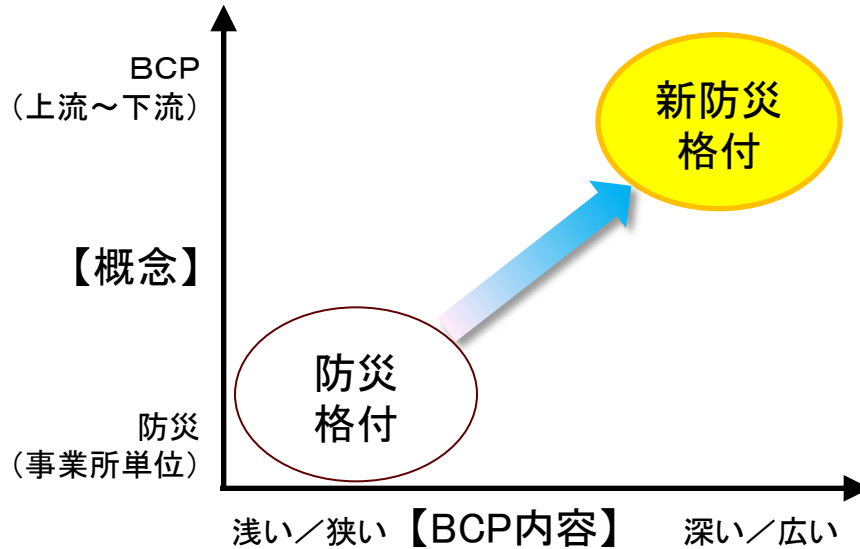 BCP
（上流～下流）
新防災
格付
【概念】
防災
格付
防災
（事業所単位）
浅い／狭い【BCP内容】 深い／広い